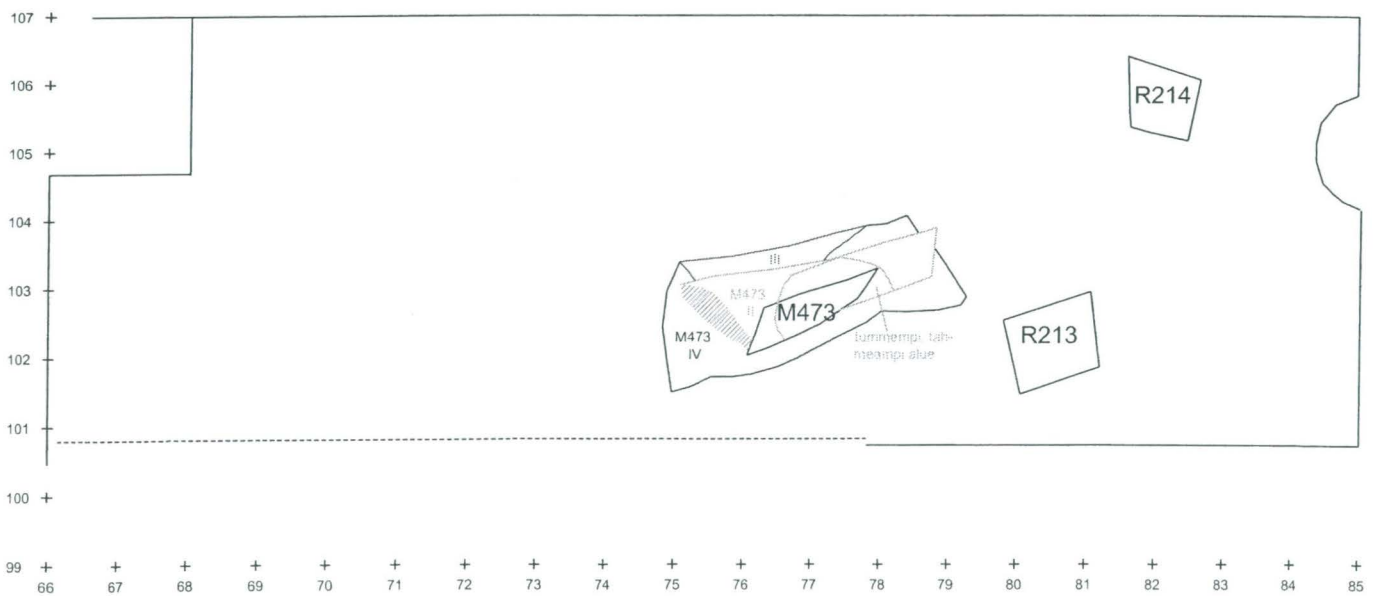 107
106
105
104
103
102
101
100
99
66 67 68 69 70 71 72 73 74 75 76 77 78 79 80 81 82 83 84 85
R214
III
M473
II
M473
M473
IV
tummempi, tah-
meampi alue
R213